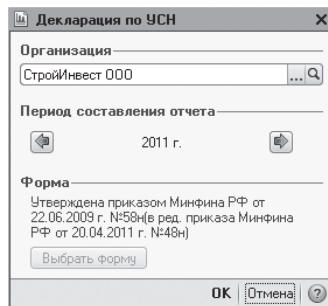 Декларация по УСН
Организация
СтройИнвест ООО
...
Период составления отчета
2011 г.
Форма
Утверждена приказом Минфина РФ от
22.06.2009 г. №58н(в ред. приказа Минфина
РФ от 20.04.2011 г. №48н)
Выбрать форму
ОК Отмена ?